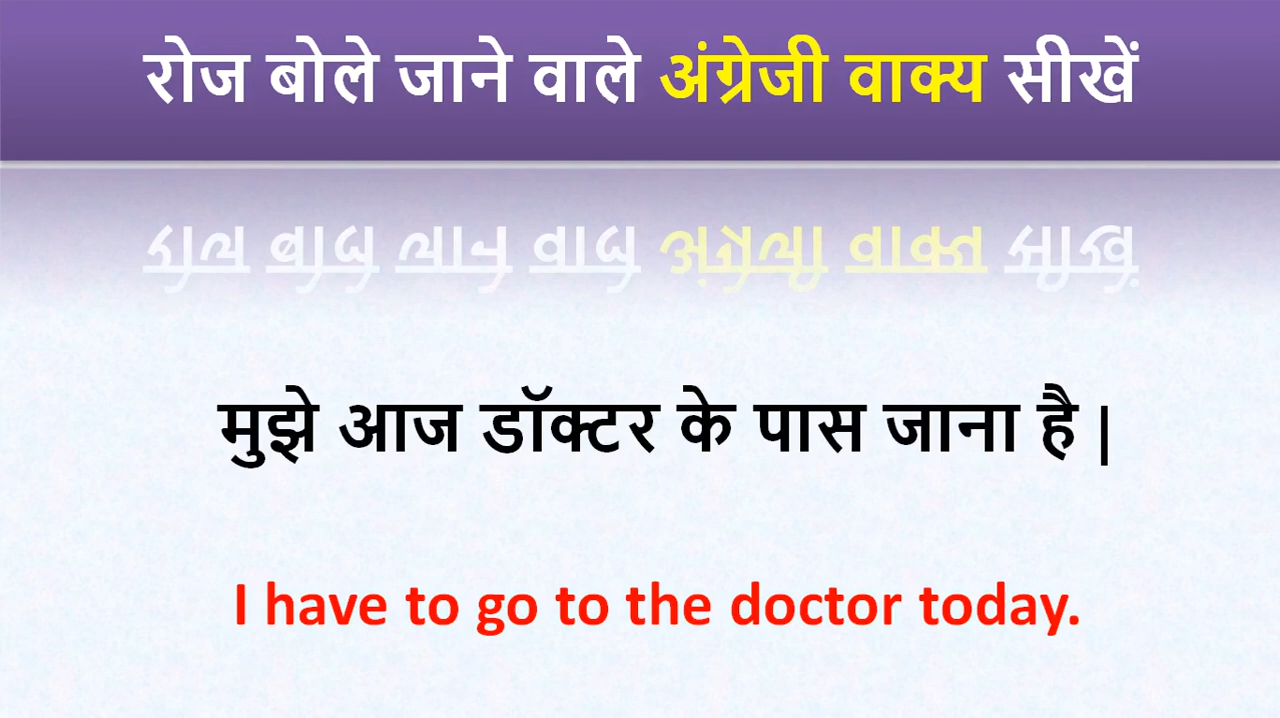 रोज बोले जाने वाले अंग्रेजी वाक्य सीखें
मुझे आज डॉक्टर के पास जाना है |
I have to go to the doctor today.